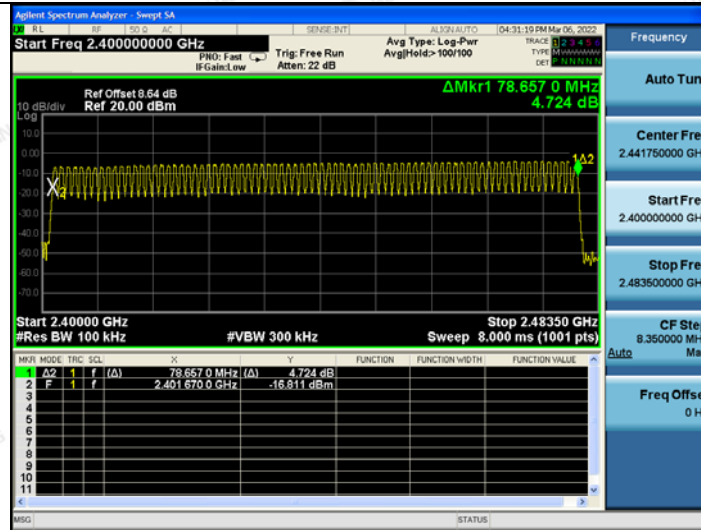 Agilent Spectrum Analyzer - Swept SA
RL RF 50 Ω AC SENSE:INT ALIGNAUTO 04:31:19 PM Mar 06, 2022
Start Freq 2.400000000 GHz
PNO: Fast
IFGain:Low
Trig: Free Run
Atten: 22 dB
Avg Type: Log-Pwr
Avg|Hold:>100/100
TRACE 1 2 3 4 5 6
TYPE M
DET P N N N N N
ΔMkr1 78.657 0 MHz
4.724 dB
Ref Offset 8.64 dB
10 dB/div Ref 20.00 dBm
Log
10.0
0.00
-10.0
-20.0
-30.0
-40.0
-50.0
-60.0
-70.0
2
1Δ2
Start 2.40000 GHz Stop 2.48350 GHz
#Res BW 100 kHz #VBW 300 kHz Sweep 8.000 ms (1001 pts)
MKR MODE TRC SCL X Y FUNCTION FUNCTION WIDTH FUNCTION VALUE
1 Δ2 1 f (Δ) 78.657 0 MHz (Δ) 4.724 dB
2 F 1 f 2.401 670 0 GHz -16.811 dBm
3
4
5
6
7
8
9
10
11
MSG STATUS
Frequency
Auto Tun
Center Fre
2.441750000 GH
Start Fre
2.400000000 GH
Stop Fre
2.483500000 GH
CF Ste
8.350000 MH
Auto Ma
Freq Offse
0 H